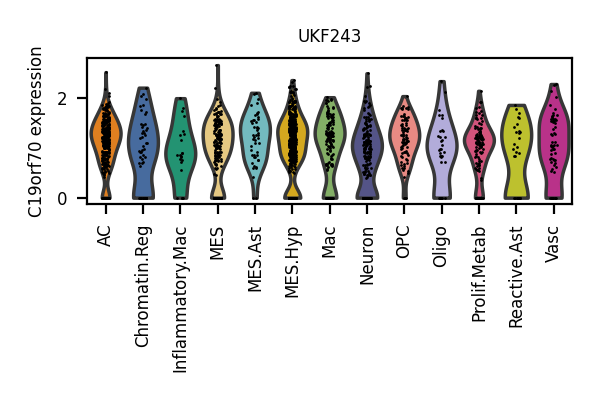 UKF243
C19orf70 expression
2
0
AC
Chromatin.Reg
Inflammatory.Mac
MES
MES.Ast
MES.Hyp
Mac
Neuron
OPC
Oligo
Prolif.Metab
Reactive.Ast
Vasc